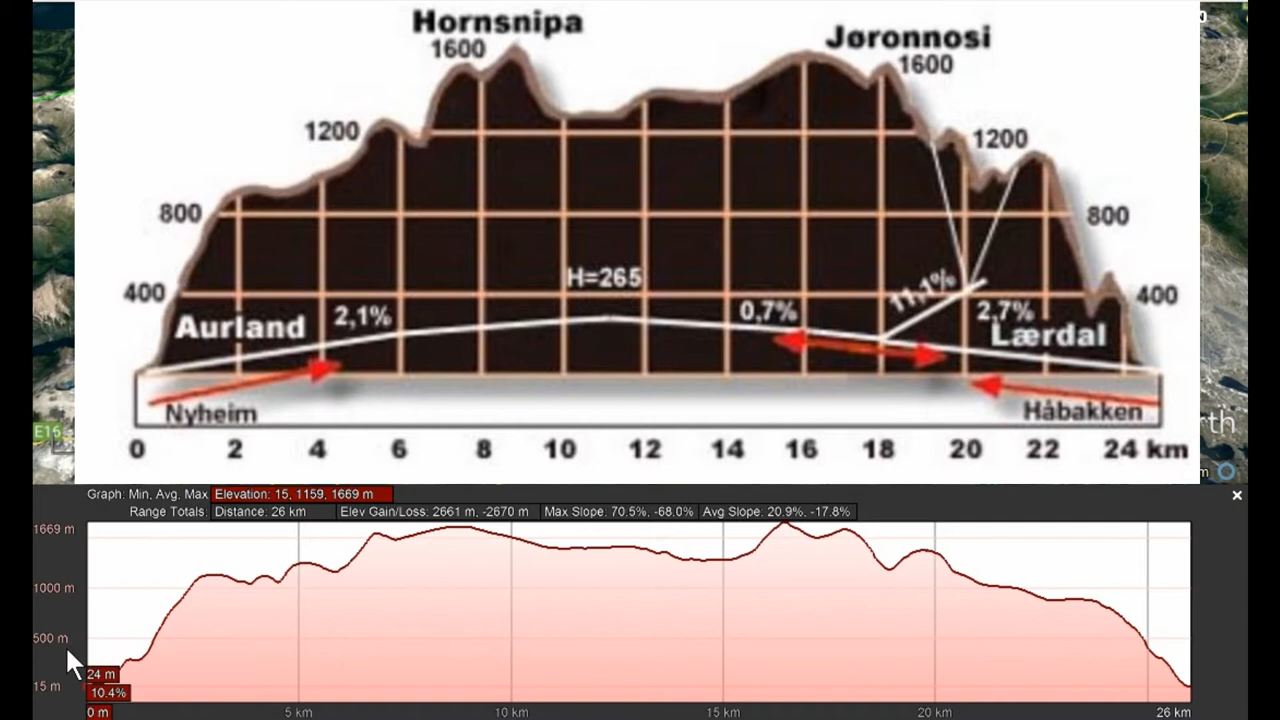 Hornsnipa
1600
Jøronnosi
1600
1200
1200
800
800
H=265
11,1%
400
400
Aurland
2,1%
0,7%
2,7%
Lærdal
Nyheim
Håbakken
E16
th
m
0 2 4 6 8 10 12 14 16 18 20 22 24 km
Graph: Min, Avg, Max Elevation: 15, 1159, 1669 m
Range Totals: Distance: 26 km Elev Gain/Loss: 2661 m, -2670 m Max Slope: 70.5%, -68.0% Avg Slope: 20.9%, -17.8%
1669 m
1000 m
500 m
24 m
15 m
10.4%
0 m 5 km 10 km 15 km 20 km 26 km